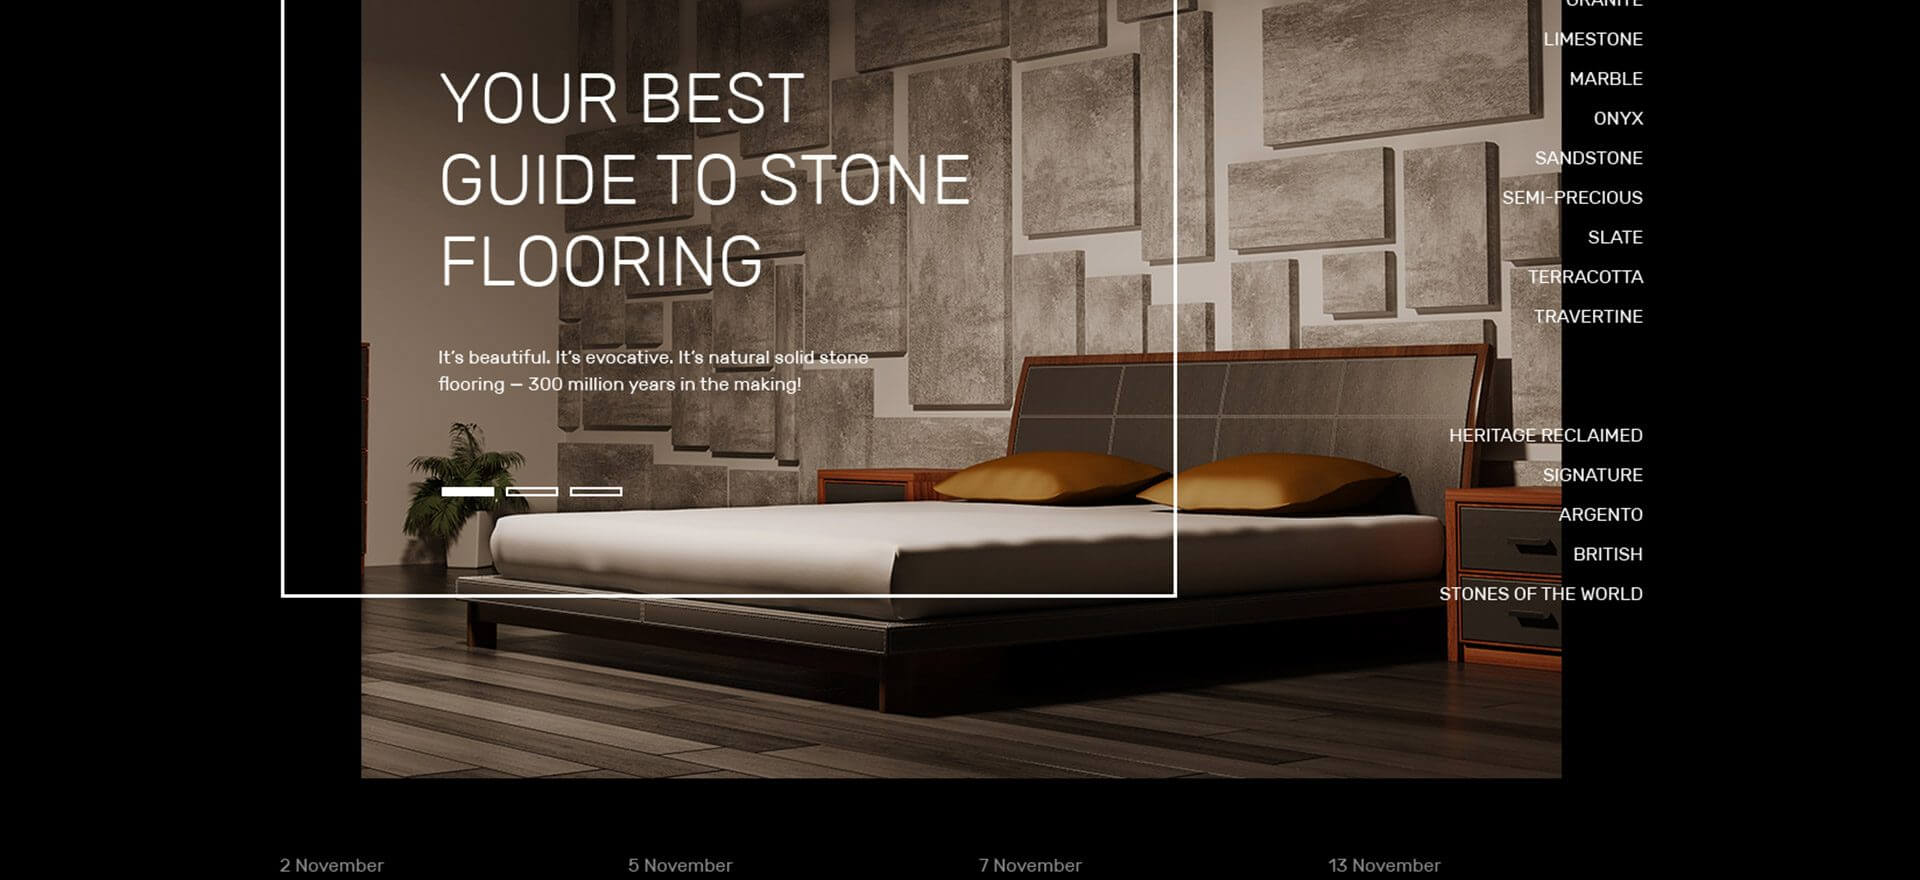 YOUR BEST
GUIDE TO STONE
FLOORING
It's beautiful. It's evocative. It's natural solid stone
flooring – 300 million years in the making!
GRANITE
LIMESTONE
MARBLE
ONYX
SANDSTONE
SEMI-PRECIOUS
SLATE
TERRACOTTA
TRAVERTINE
HERITAGE RECLAIMED
SIGNATURE
ARGENTO
BRITISH
STONES OF THE WORLD
2 November
5 November
7 November
13 November